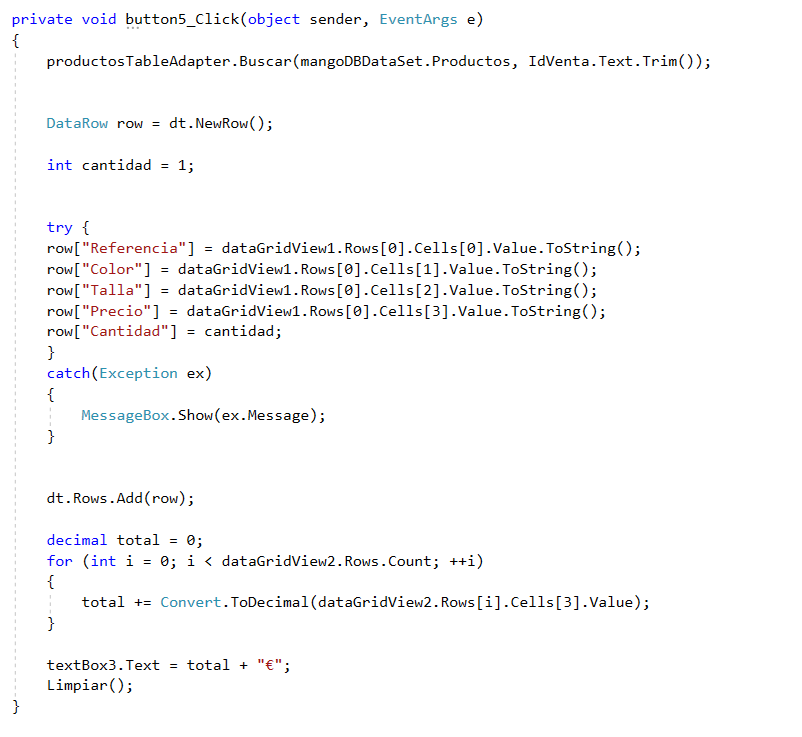 private void button5_Click(object sender, EventArgs e)
{
productosTableAdapter.Buscar(mangoDBDataSet.Productos, IdVenta.Text.Trim());
DataRow row = dt.NewRow();
int cantidad = 1;
try {
row["Referencia"] = dataGridView1.Rows[0].Cells[0].Value.ToString();
row["Color"] = dataGridView1.Rows[0].Cells[1].Value.ToString();
row["Talla"] = dataGridView1.Rows[0].Cells[2].Value.ToString();
row["Precio"] = dataGridView1.Rows[0].Cells[3].Value.ToString();
row["Cantidad"] = cantidad;
}
catch(Exception ex)
{
MessageBox.Show(ex.Message);
}
dt.Rows.Add(row);
decimal total = 0;
for (int i = 0; i < dataGridView2.Rows.Count; ++i)
{
total += Convert.ToDecimal(dataGridView2.Rows[i].Cells[3].Value);
}
textBox3.Text = total + "€";
Limpiar();
}